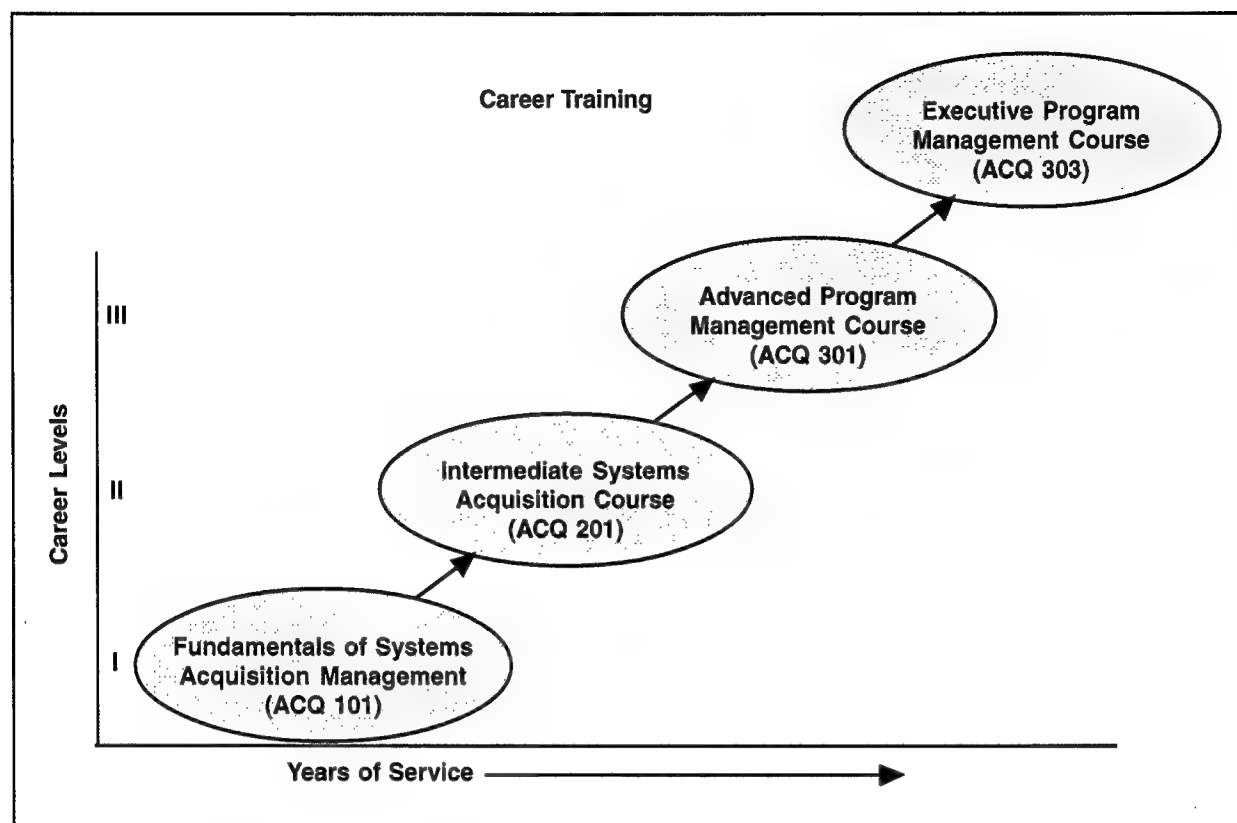 Career Training
Executive Program
Management Course
(ACQ 303)
Advanced Program
Management Course
(ACQ 301)
III
Intermediate Systems
Acquisition Course
(ACQ 201)
II
Career Levels
Fundamentals of Systems
Acquisition Management
(ACQ 101)
I
Years of Service